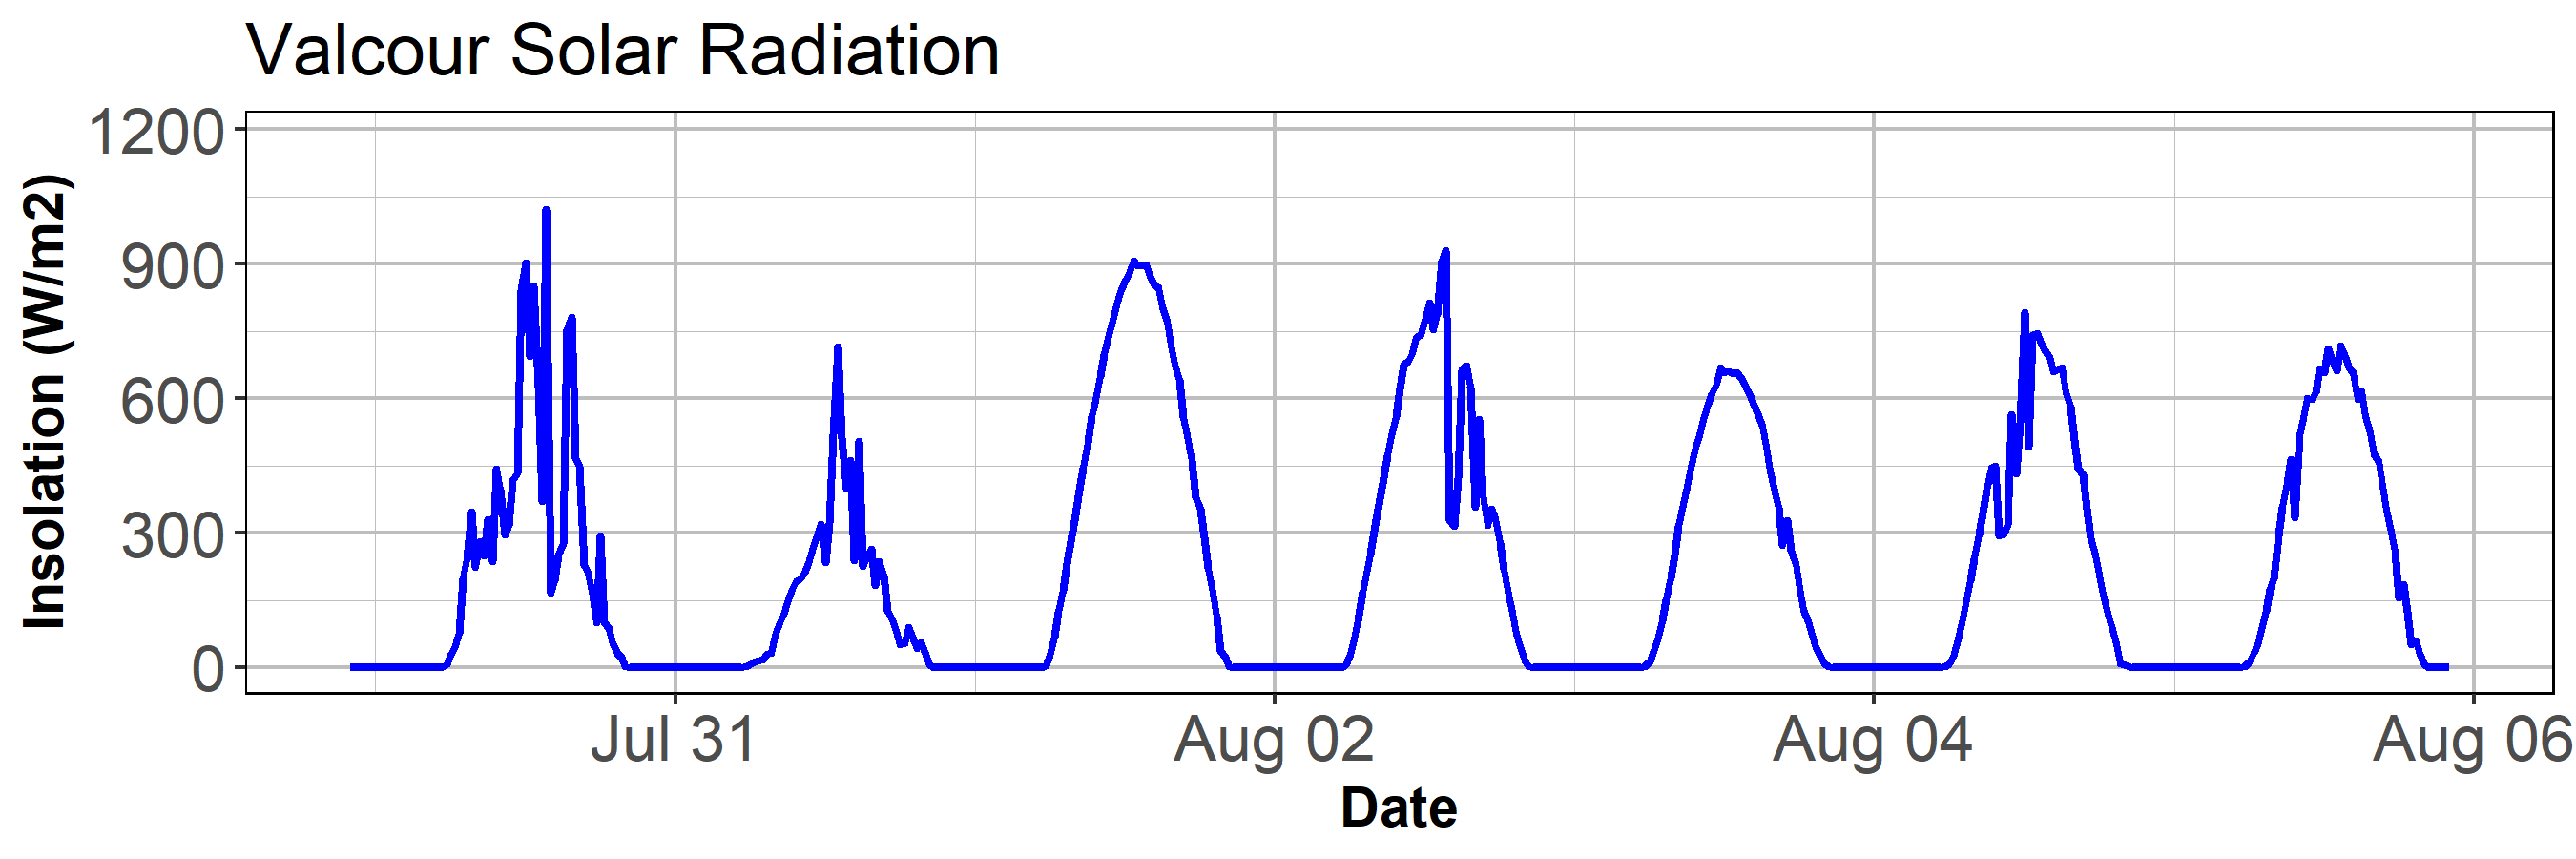 Valcour Solar Radiation
1200
900
600
300
0
Insolation (W/m2)
Jul 31
Aug 02
Aug 04
Aug 06
Date